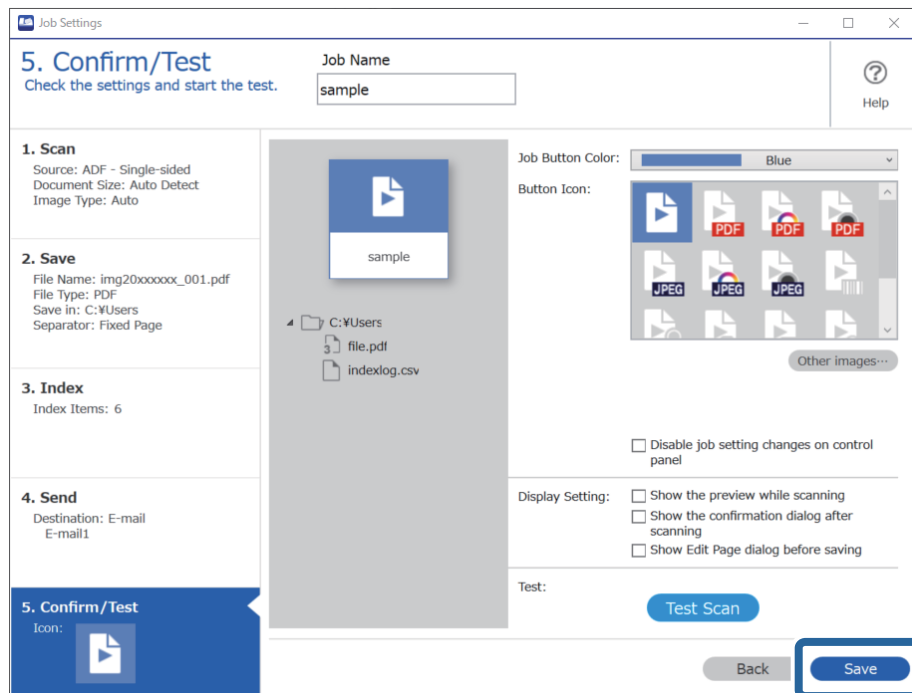 Job Settings
5. Confirm/Test
Check the settings and start the test.
Job Name
sample
Help
1. Scan
Source: ADF - Single-sided
Document Size: Auto Detect
Image Type: Auto
2. Save
File Name: img20xxxxxx_001.pdf
File Type: PDF
Save in: C:¥Users
Separator: Fixed Page
3. Index
Index Items: 6
4. Send
Destination: E-mail
E-mail1
5. Confirm/Test
Icon:
sample
C:¥Users
3 file.pdf
indexlog.csv
Job Button Color:
Blue
Button Icon:
PDF PDF PDF
JPEG JPEG JPEG
Other images···
Disable job setting changes on control
panel
Display Setting:
Show the preview while scanning
Show the confirmation dialog after
scanning
Show Edit Page dialog before saving
Test:
Test Scan
Back
Save